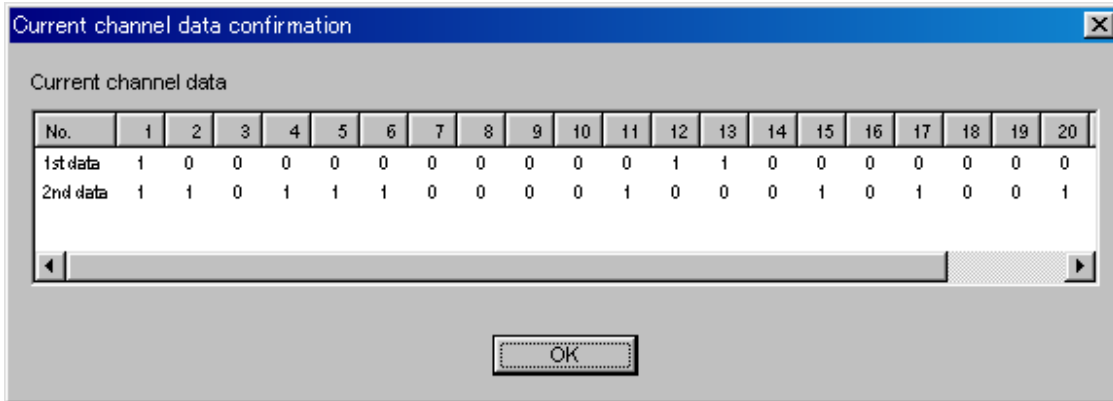 Current channel data confirmation
Current channel data
No. 1 2 3 4 5 6 7 8 9 10 11 12 13 14 15 16 17 18 19 20
1st data 1 0 0 0 0 0 0 0 0 0 0 1 1 0 0 0 0 0 0 0
2nd data 1 1 0 1 1 1 0 0 0 0 1 0 0 0 1 0 1 0 0 1
OK